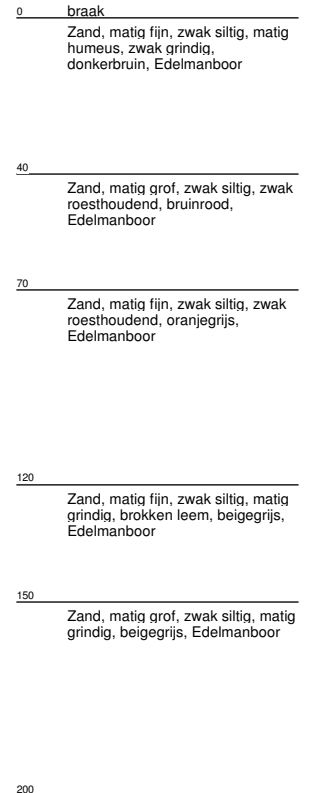 0 braak
Zand, matig fijn, zwak siltig, matig
humeus, zwak grindig,
donkerbruin, Edelmanboor
40
Zand, matig grof, zwak siltig, zwak
roesthoudend, bruinrood,
Edelmanboor
70
Zand, matig fijn, zwak siltig, zwak
roesthoudend, oranjegrijs,
Edelmanboor
120
Zand, matig fijn, zwak siltig, matig
grindig, brokken leem, beigegrijs,
Edelmanboor
150
Zand, matig grof, zwak siltig, matig
grindig, beigegrijs, Edelmanboor
200